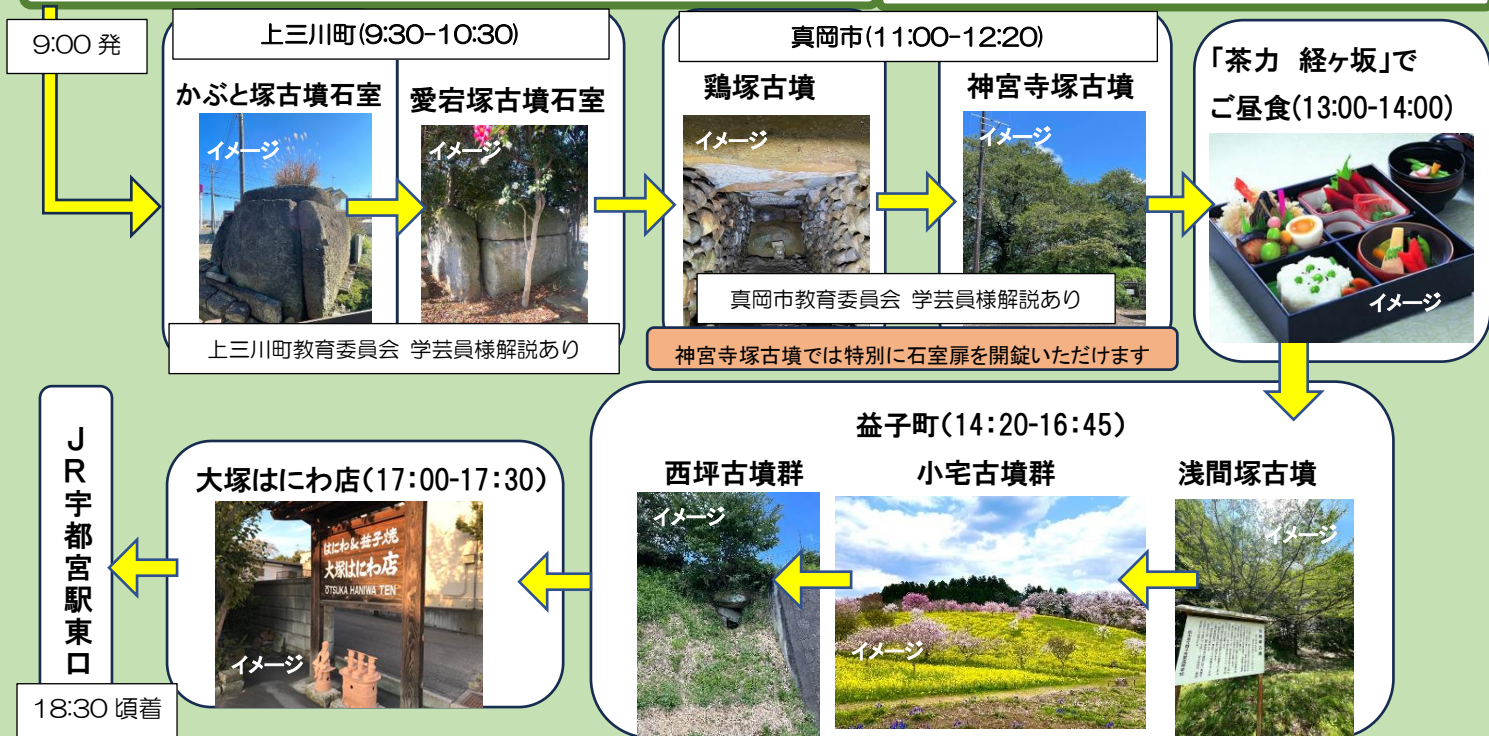 9:00 発
上三川町(9:30-10:30)
かぶと塚古墳石室
イメージ
愛宕塚古墳石室
イメージ
上三川町教育委員会 学芸員様解説あり
真岡市(11:00-12:20)
鶏塚古墳
イメージ
神宮寺塚古墳
イメージ
真岡市教育委員会 学芸員様解説あり
神宮寺塚古墳では特別に石室扉を開錠いただけます
「茶力 経ヶ坂」で
ご昼食(13:00-14:00)
イメージ
益子町(14:20-16:45)
浅間塚古墳
イメージ
小宅古墳群
イメージ
西坪古墳群
イメージ
大塚はにわ店(17:00-17:30)
はにわ&益子焼
大塚はにわ店
OTSUKA HANIWA TEN
イメージ
JR宇都宮駅東口
18:30 頃着